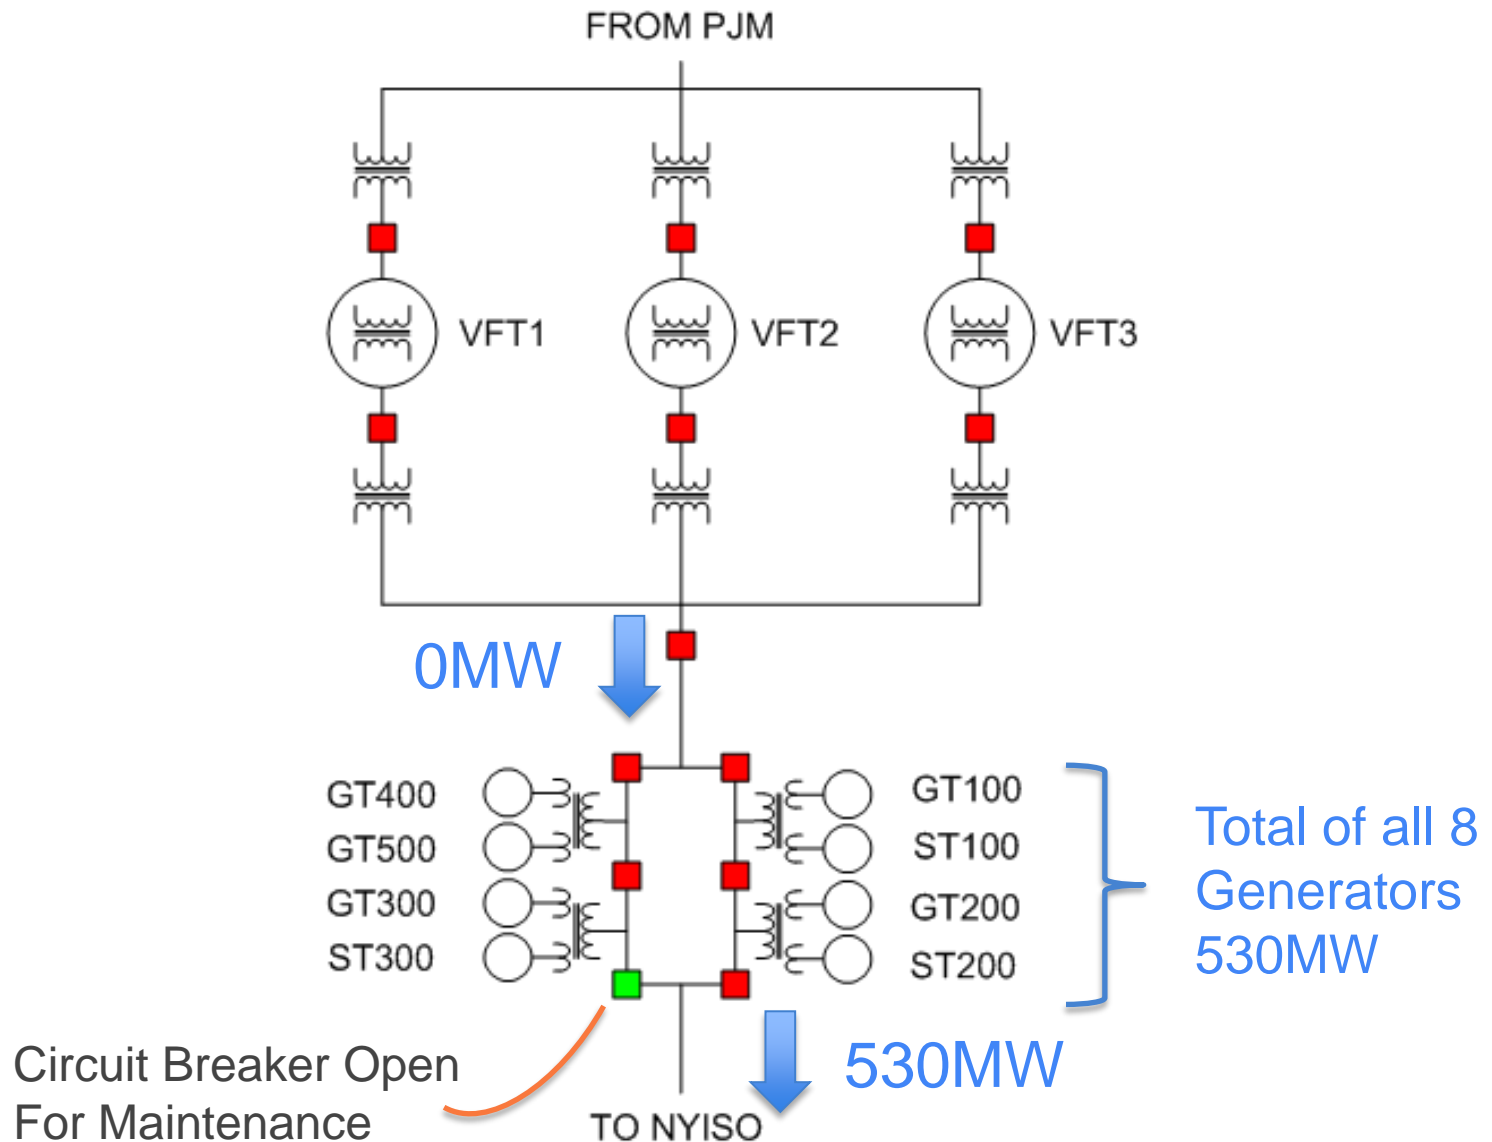 FROM PJM
VFT1
VFT2
VFT3
0MW
GT400
GT500
GT300
ST300
GT100
ST100
GT200
ST200
Total of all 8
Generators
530MW
Circuit Breaker Open
For Maintenance
530MW
TO NYISO